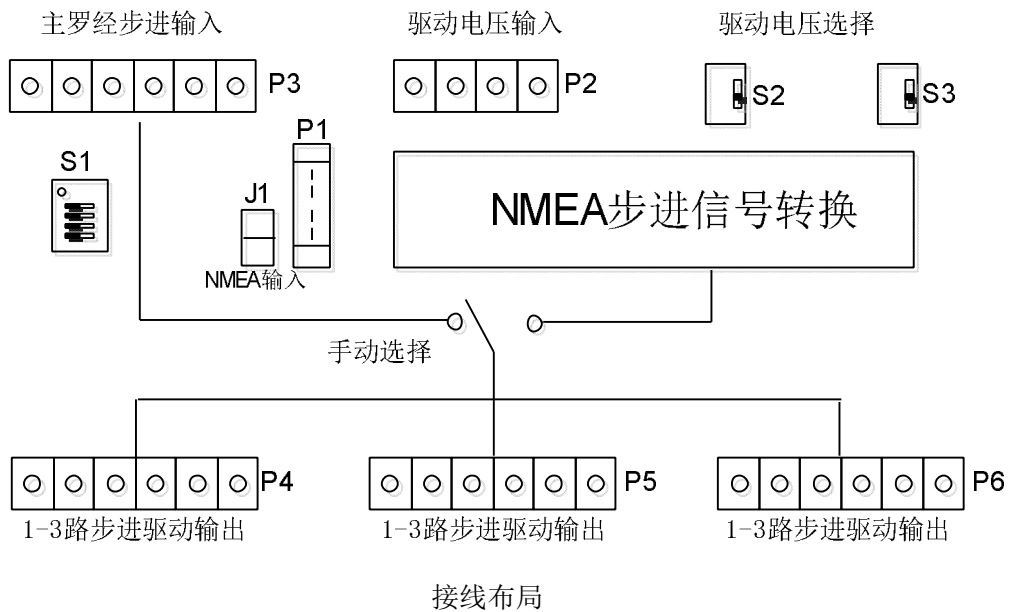 主罗经步进输入
驱动电压输入
驱动电压选择
P3
P2
S2
S3
P1
S1
J1
NMEA步进信号转换
NMEA输入
手动选择
P4
P5
P6
1-3路步进驱动输出
1-3路步进驱动输出
1-3路步进驱动输出
接线布局